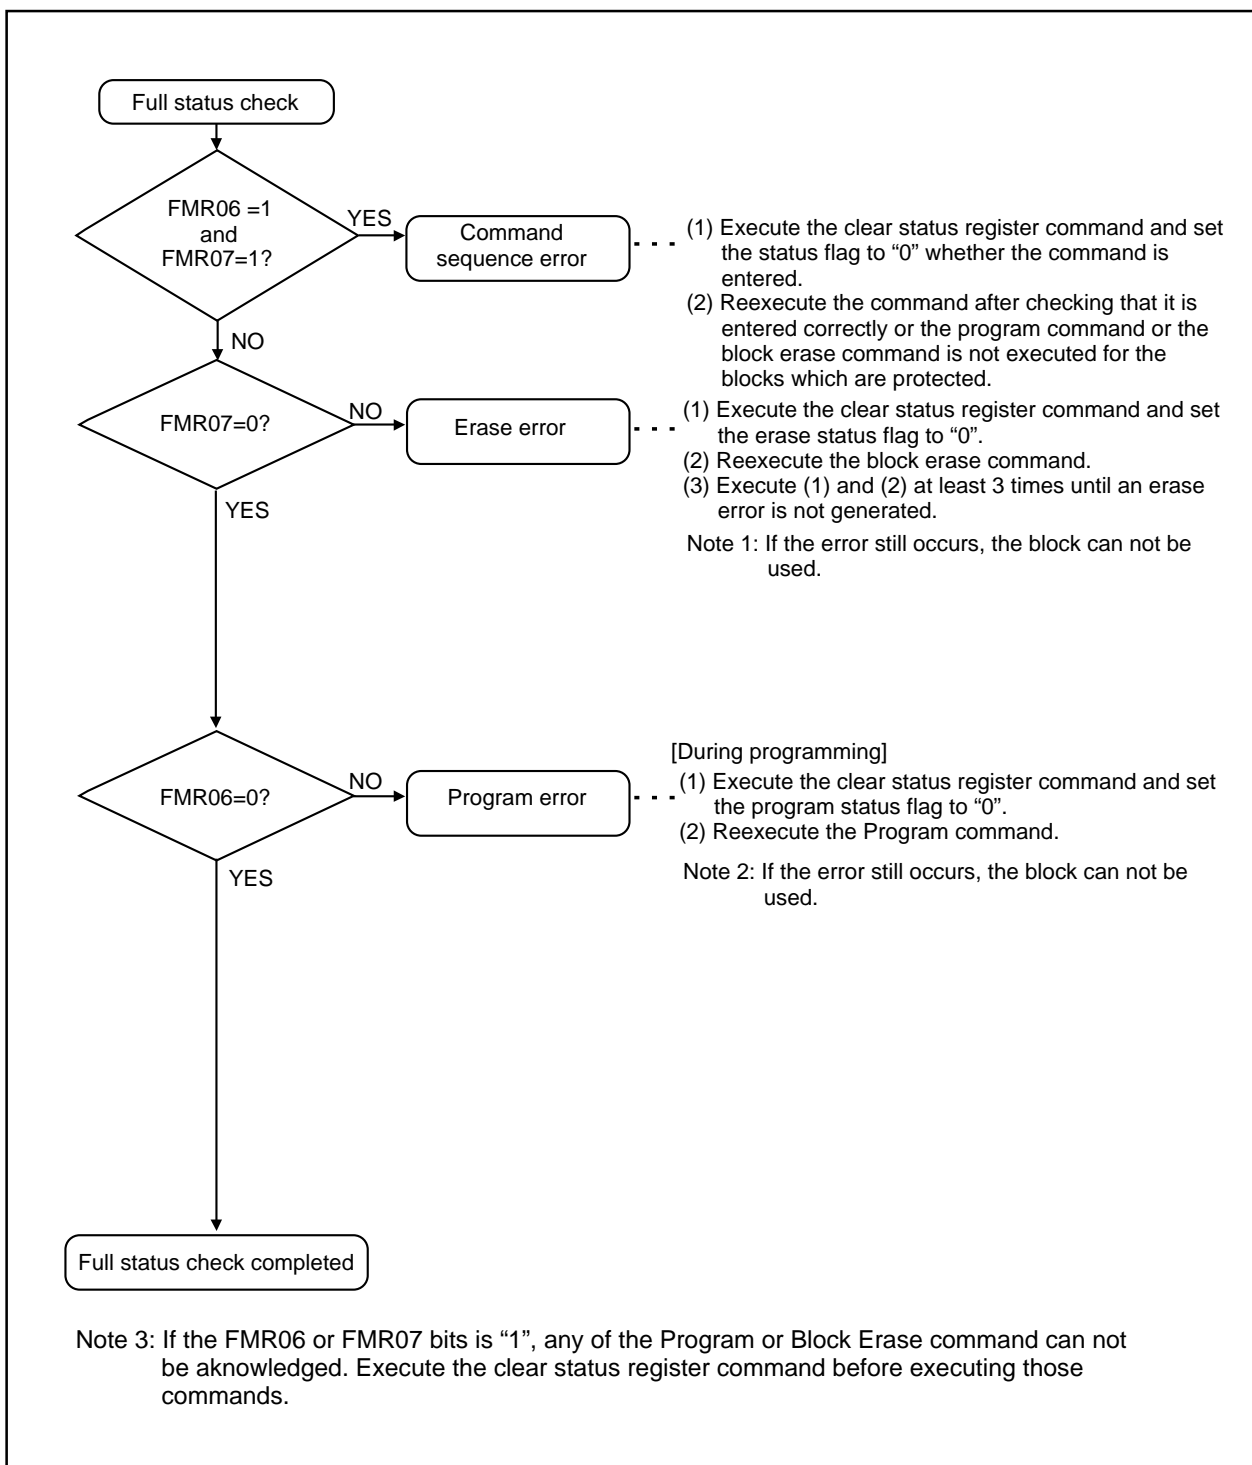 Full status check
FMR06 =1
and
FMR07=1?
YES
Command
sequence error
(1) Execute the clear status register command and set
the status flag to “0” whether the command is
entered.
(2) Reexecute the command after checking that it is
entered correctly or the program command or the
block erase command is not executed for the
blocks which are protected.
NO
FMR07=0?
NO
Erase error
(1) Execute the clear status register command and set
the erase status flag to “0”.
(2) Reexecute the block erase command.
(3) Execute (1) and (2) at least 3 times until an erase
error is not generated.
Note 1: If the error still occurs, the block can not be
used.
YES
FMR06=0?
NO
Program error
[During programming]
(1) Execute the clear status register command and set
the program status flag to “0”.
(2) Reexecute the Program command.
Note 2: If the error still occurs, the block can not be
used.
YES
Full status check completed
Note 3: If the FMR06 or FMR07 bits is “1”, any of the Program or Block Erase command can not
be aknowledged. Execute the clear status register command before executing those
commands.